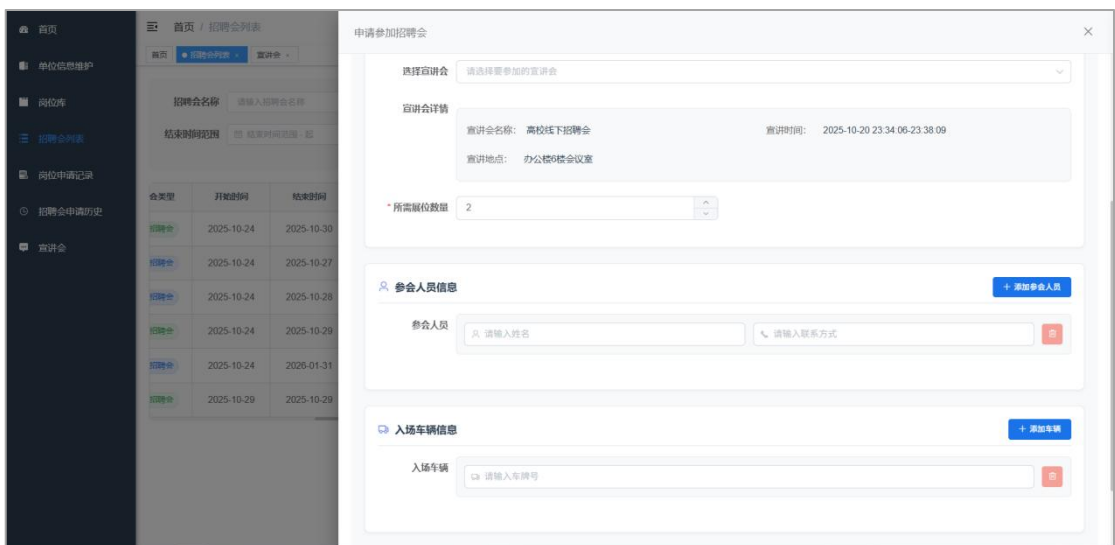 首页
单位信息维护
岗位库
招聘会列表
岗位申请记录
招聘会申请历史
宣讲会
首页 / 招聘会列表
首页
招聘会列表 ×
宣讲会 ×
招聘会名称 请输入招聘会名称
结束时间范围 结束时间范围 - 起
会类型 开始时间 结束时间
招聘会 2025-10-24 2025-10-30
招聘会 2025-10-24 2025-10-27
招聘会 2025-10-24 2025-10-28
招聘会 2025-10-24 2025-10-29
招聘会 2025-10-24 2026-01-31
招聘会 2025-10-29 2025-10-29
申请参加招聘会
选择宣讲会 请选择要参加的宣讲会
宣讲会详情
宣讲会名称: 高校线下招聘会 宣讲时间: 2025-10-20 23:34:06-23:38:09
宣讲地点: 办公楼6楼会议室
* 所需展位数量 2
参会人员信息 + 添加参会人员
参会人员 请输入姓名 请输入联系方式
入场车辆信息 + 添加车辆
入场车辆 请输入车牌号